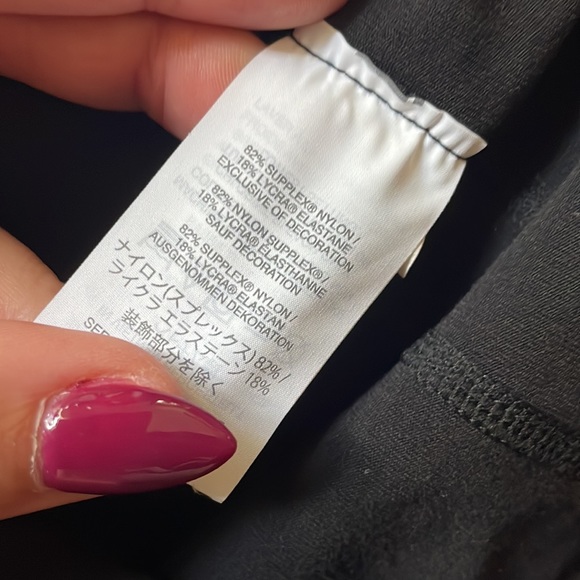 82% SUPPLEX® NYLON /
18% LYCRA® ELASTANE
EXCLUSIVE OF DECORATION
82% NYLON SUPPLEX® /
18% LYCRA® ELASTHANNE
SAUF DECORATION
82% SUPPLEX® NYLON /
18% LYCRA® ELASTAN
AUSGENOMMEN DEKORATION
ナイロン(スプレックス) 82% /
ライクラ エラステーン 18%
装飾部分を除く